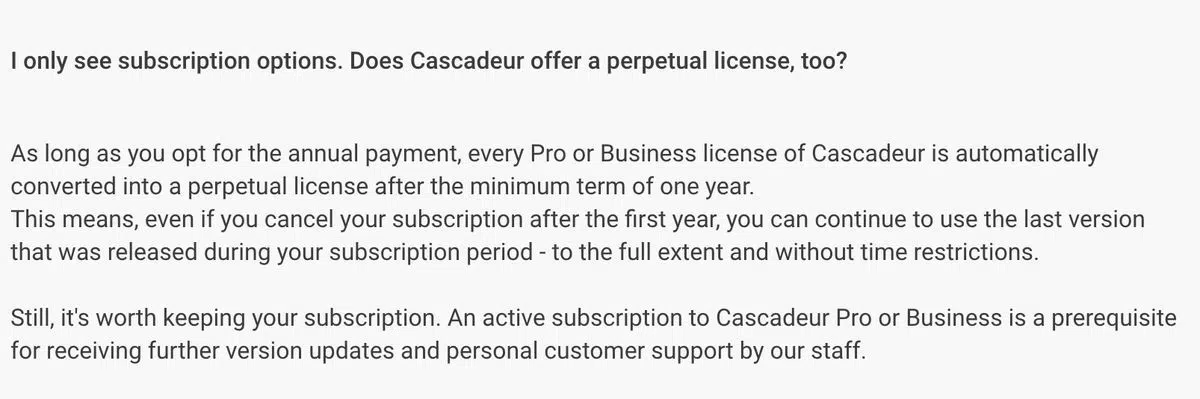 I only see subscription options. Does Cascadeur offer a perpetual license, too?
As long as you opt for the annual payment, every Pro or Business license of Cascadeur is automatically
converted into a perpetual license after the minimum term of one year.
This means, even if you cancel your subscription after the first year, you can continue to use the last version
that was released during your subscription period - to the full extent and without time restrictions.
Still, it's worth keeping your subscription. An active subscription to Cascadeur Pro or Business is a prerequisite
for receiving further version updates and personal customer support by our staff.